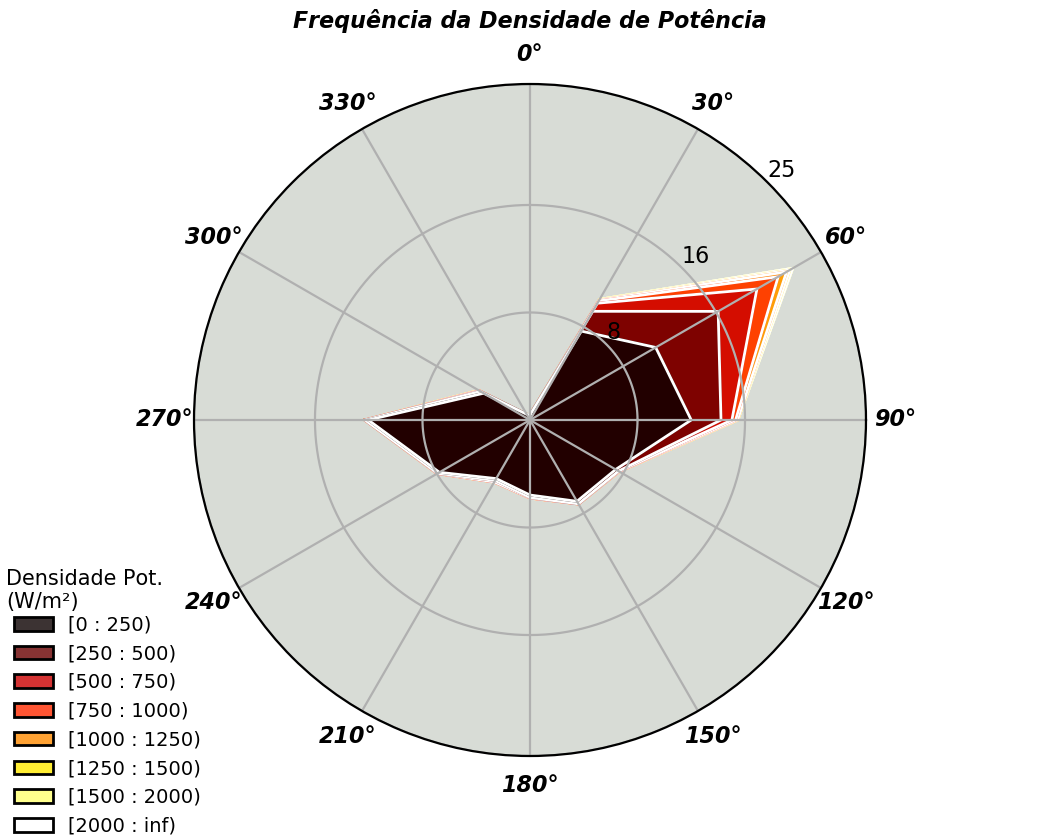 Frequência da Densidade de Potência
0°
330°
30°
25
300°
60°
16
8
270°
90°
240°
120°
210°
150°
180°
Densidade Pot.
(W/m²)
[0 : 250)
[250 : 500)
[500 : 750)
[750 : 1000)
[1000 : 1250)
[1250 : 1500)
[1500 : 2000)
[2000 : inf)